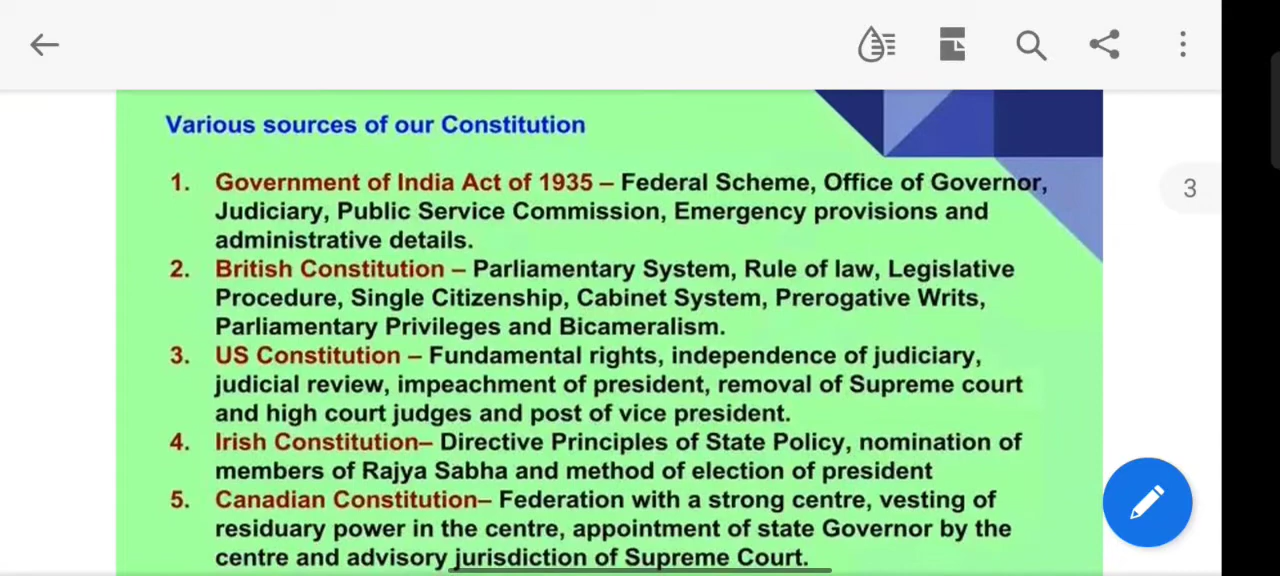 3
Various sources of our Constitution
1. Government of India Act of 1935 – Federal Scheme, Office of Governor,
Judiciary, Public Service Commission, Emergency provisions and
administrative details.
2. British Constitution – Parliamentary System, Rule of law, Legislative
Procedure, Single Citizenship, Cabinet System, Prerogative Writs,
Parliamentary Privileges and Bicameralism.
3. US Constitution – Fundamental rights, independence of judiciary,
judicial review, impeachment of president, removal of Supreme court
and high court judges and post of vice president.
4. Irish Constitution– Directive Principles of State Policy, nomination of
members of Rajya Sabha and method of election of president
5. Canadian Constitution– Federation with a strong centre, vesting of
residuary power in the centre, appointment of state Governor by the
centre and advisory jurisdiction of Supreme Court.